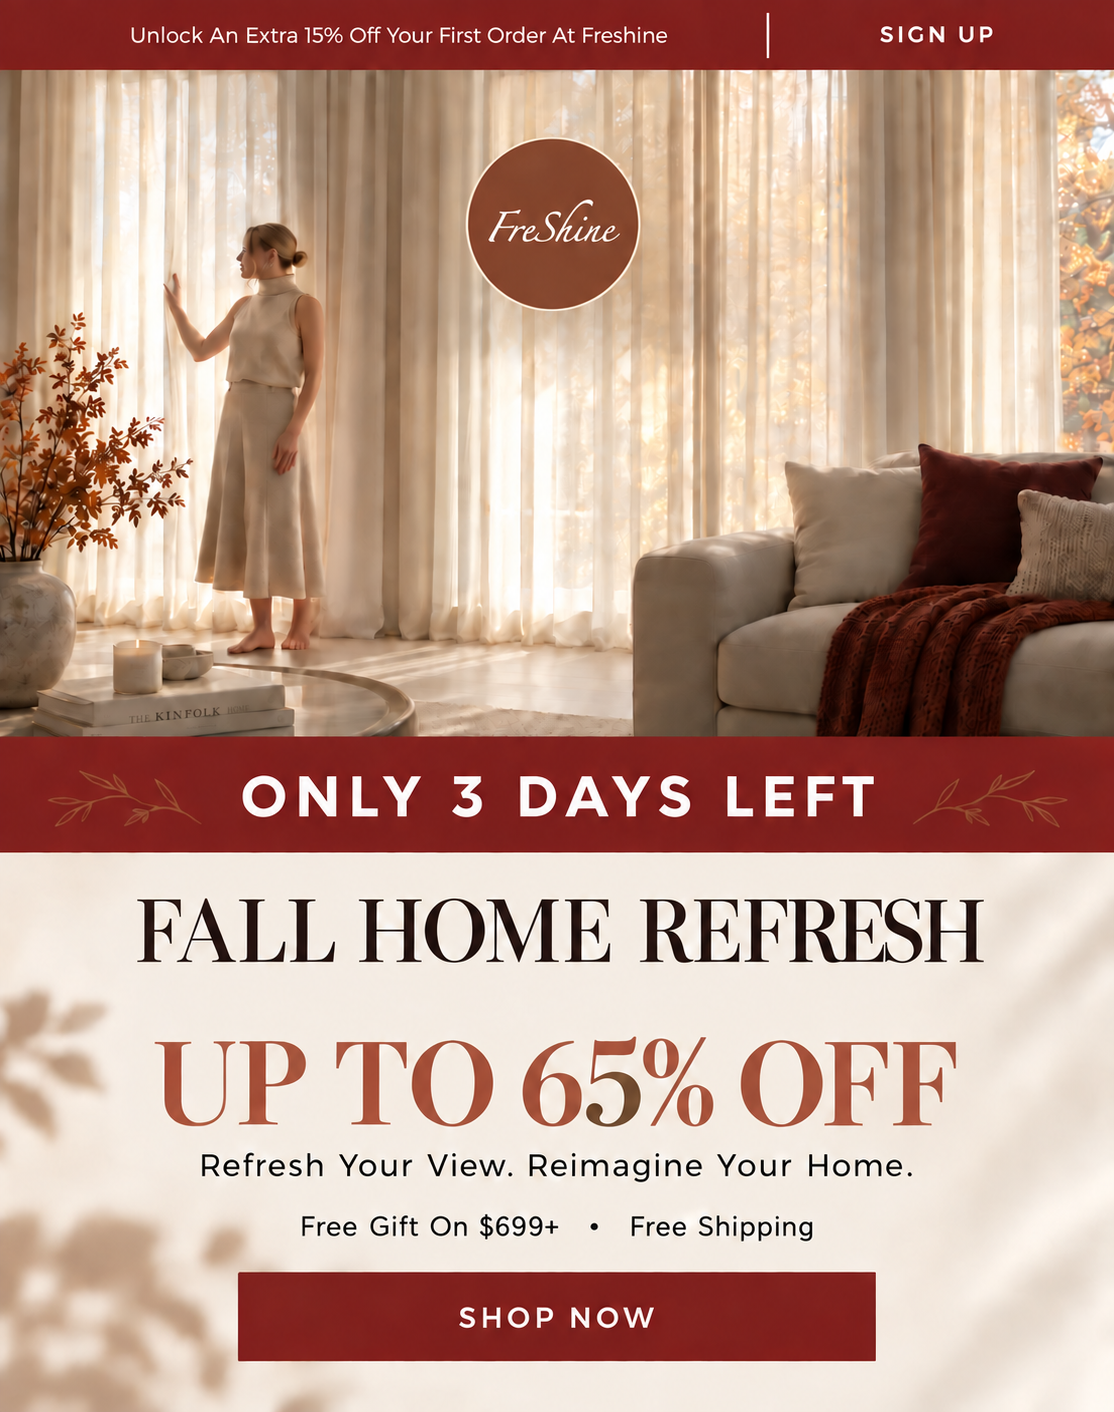 Unlock An Extra 15% Off Your First Order At Freshine
SIGN UP
FreShine
THE KINFOLK HOME
ONLY 3 DAYS LEFT
FALL HOME REFRESH
UP TO 65% OFF
Refresh Your View. Reimagine Your Home.
Free Gift On $699+ • Free Shipping
SHOP NOW